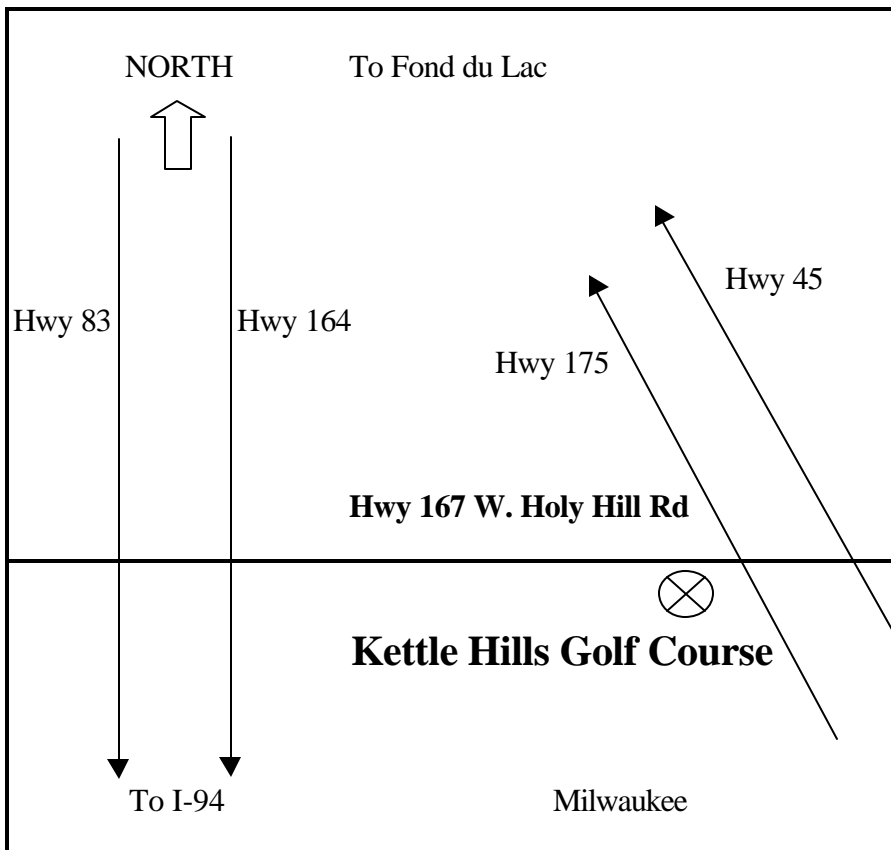 NORTH
To Fond du Lac
Hwy 45
Hwy 83
Hwy 164
Hwy 175
Hwy 167 W. Holy Hill Rd
Kettle Hills Golf Course
To I-94
Milwaukee